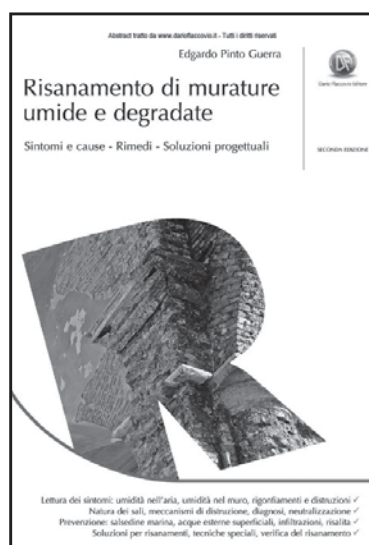 Abstract tratto da www.darioflaccovio.it - Tutti i diritti riservati
Edgardo Pinto Guerra
Risanamento di murature
umide e degradate
Dario Flaccovio Editore
Sintomi e cause - Rimedi - Soluzioni progettuali
SECONDA EDIZIONE
Lettura dei sintomi: umidità nell'aria, umidità nel muro, rigonfiamenti e distruzioni ✓
Natura dei sali, meccanismi di distruzione, diagnosi, neutralizzazione ✓
Prevenzione: salsedine marina, acque esterne superficiali, infiltrazioni, risalita ✓
Soluzioni per risanamenti, tecniche speciali, verifica del risanamento ✓